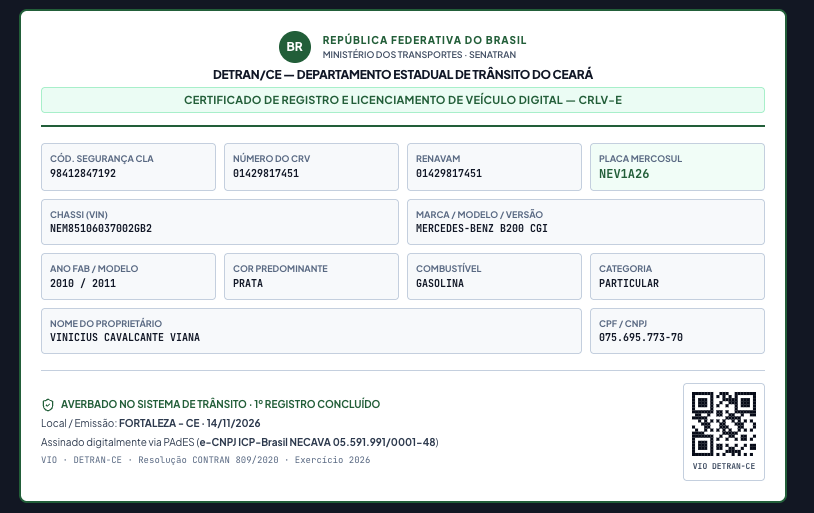 BR
REPÚBLICA FEDERATIVA DO BRASIL
MINISTÉRIO DOS TRANSPORTES · SENATRAN
DETRAN/CE — DEPARTAMENTO ESTADUAL DE TRÂNSITO DO CEARÁ
CERTIFICADO DE REGISTRO E LICENCIAMENTO DE VEÍCULO DIGITAL — CRLV-E
CÓD. SEGURANÇA CLA
98412847192
NÚMERO DO CRV
01429817451
RENAVAM
01429817451
PLACA MERCOSUL
NEV1A26
CHASSI (VIN)
NEM85106037002GB2
MARCA / MODELO / VERSÃO
MERCEDES-BENZ B200 CGI
ANO FAB / MODELO
2010 / 2011
COR PREDOMINANTE
PRATA
COMBUSTÍVEL
GASOLINA
CATEGORIA
PARTICULAR
NOME DO PROPRIETÁRIO
VINICIUS CAVALCANTE VIANA
CPF / CNPJ
075.695.773-70
AVERBADO NO SISTEMA DE TRÂNSITO · 1º REGISTRO CONCLUÍDO
Local / Emissão: FORTALEZA - CE · 14/11/2026
Assinado digitalmente via PAdES (e-CNPJ ICP-Brasil NECAVA 05.591.991/0001-48)
VIO · DETRAN-CE · Resolução CONTRAN 809/2020 · Exercício 2026
VIO DETRAN-CE